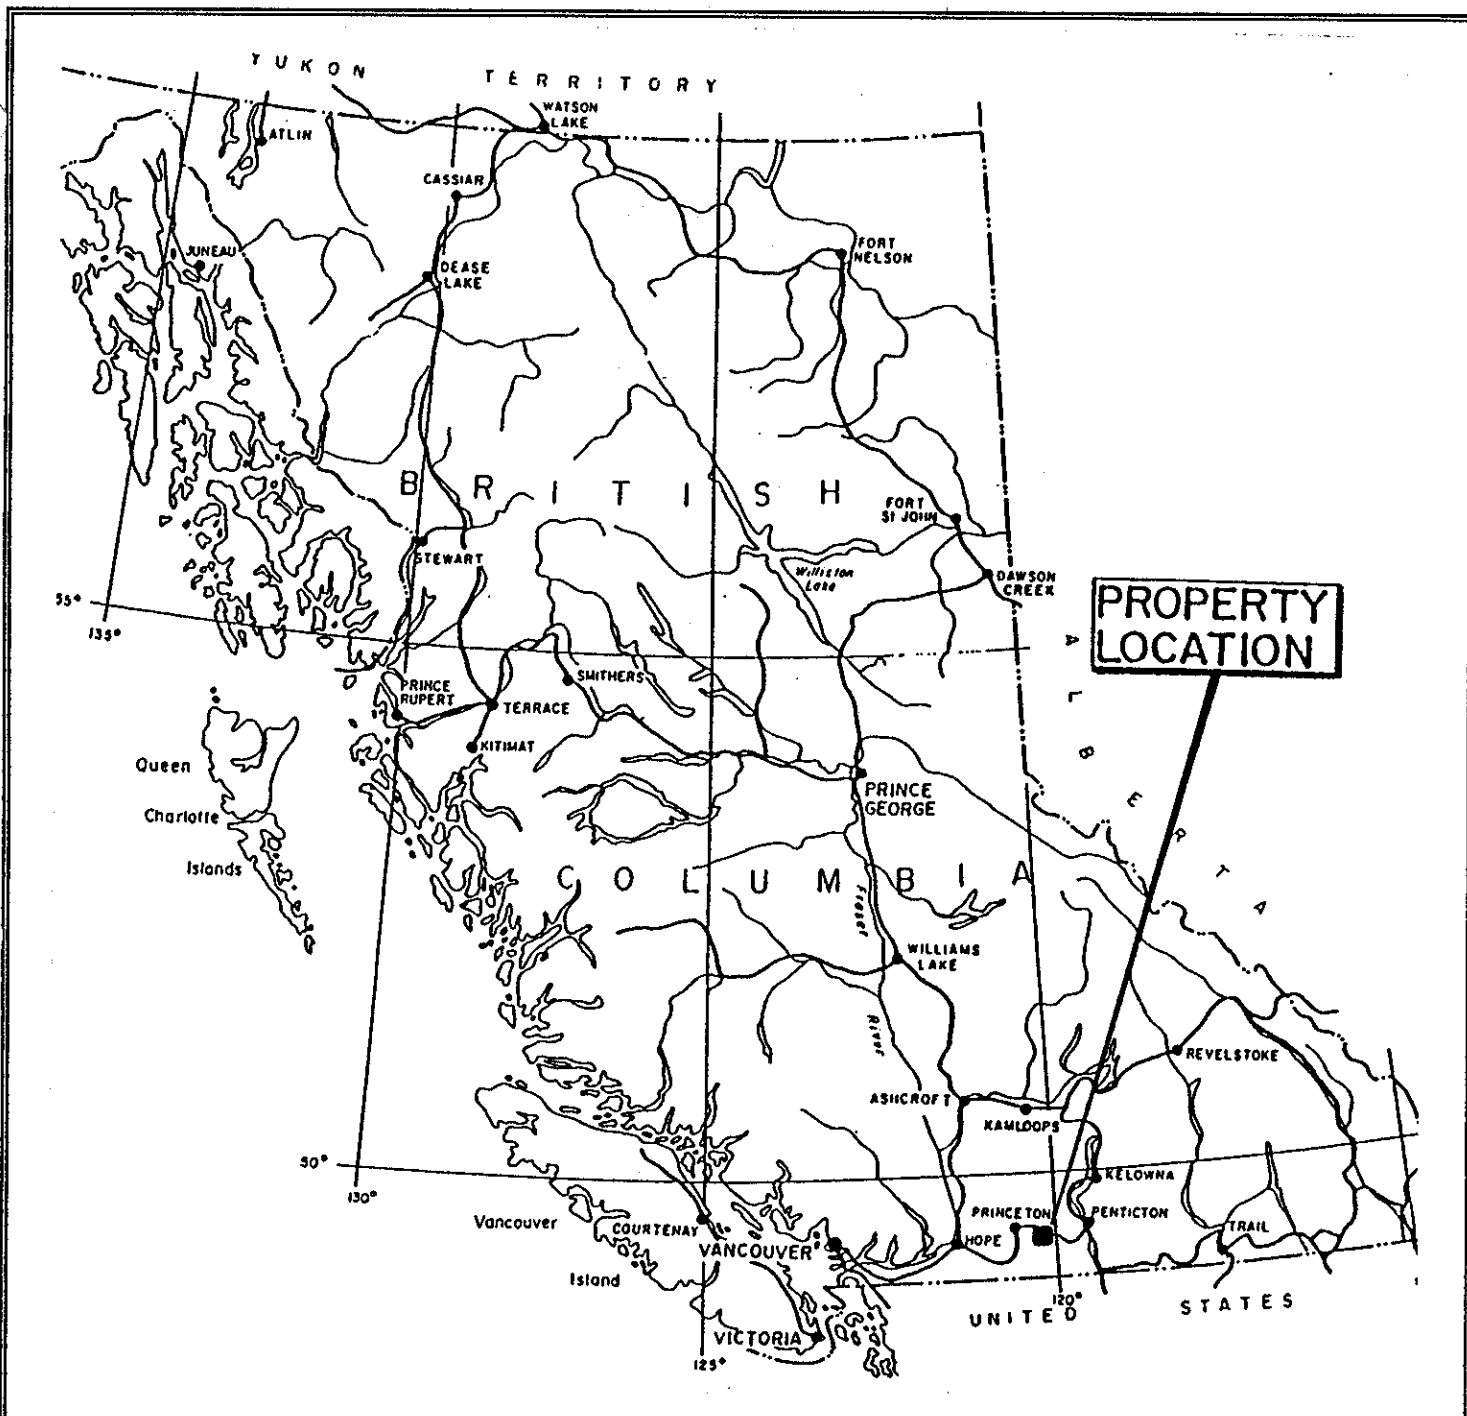 YUKON TERRITORY
WATSON
LAKE
ATLIN
CASSIAR
JUNEAU
DEASE
LAKE
FORT
NELSON
BRITISH
FORT
St JOHN
STEWART
Williston
Lake
DAWSON
CREEK
PROPERTY
LOCATION
55°
135°
ALBERTA
PRINCE
RUPERT
SMITHERS
TERRACE
KITIMAT
Queen
Charlotte
Islands
PRINCE
GEORGE
COLUMBIA
Fraser
River
WILLIAMS
LAKE
REVELSTOKE
ASHCROFT
KAMLOOPS
50°
130°
KELOWNA
Vancouver
Island
COURTENAY
VANCOUVER
PRINCETON
PENTICTON
HOPE
TRAIL
120°
UNITED STATES
VICTORIA
125°